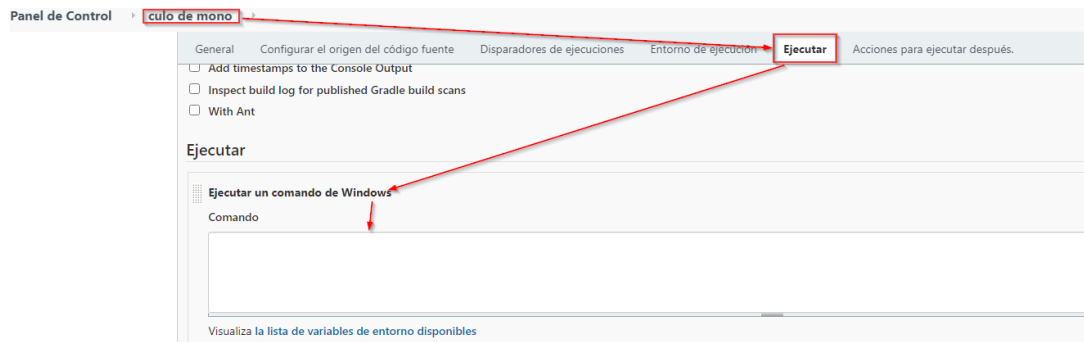 Panel de Control culo de mono
General Configurar el origen del código fuente Disparadores de ejecuciones Entorno de ejecución Ejecutar Acciones para ejecutar después.
Add timestamps to the Console Output
Inspect build log for published Gradle build scans
With Ant
Ejecutar
Ejecutar un comando de Windows
Comando
Visualiza la lista de variables de entorno disponibles